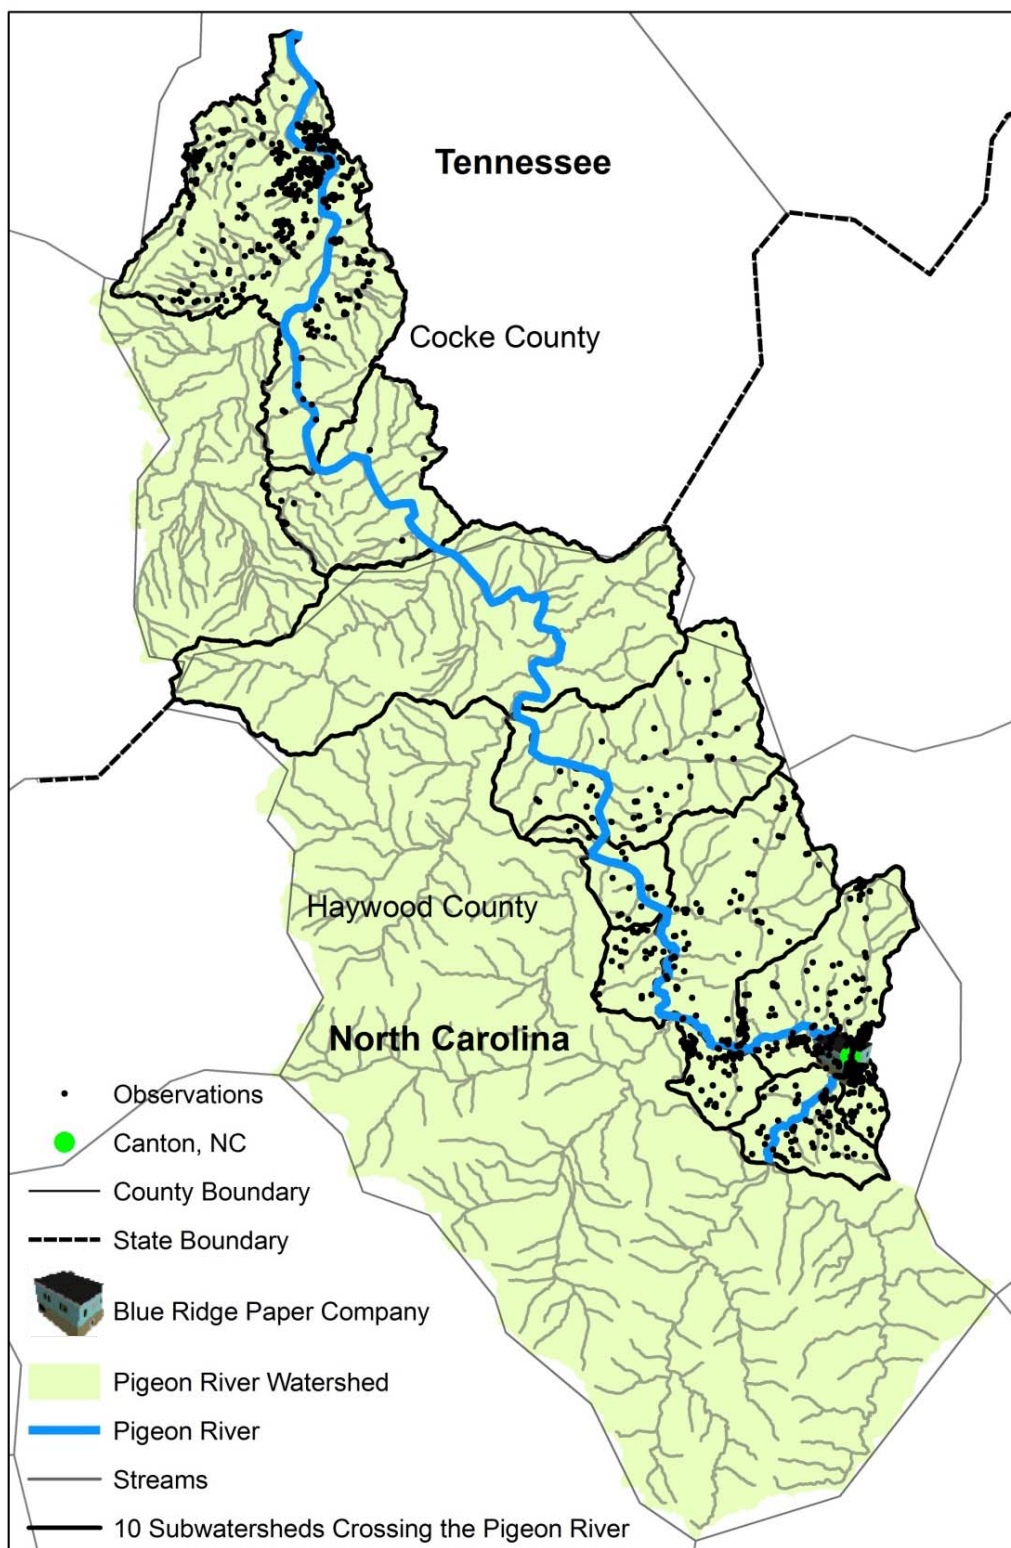 Tennessee
Cocke County
Haywood County
North Carolina
Observations
Canton, NC
County Boundary
State Boundary
Blue Ridge Paper Company
Pigeon River Watershed
Pigeon River
Streams
10 Subwatersheds Crossing the Pigeon River